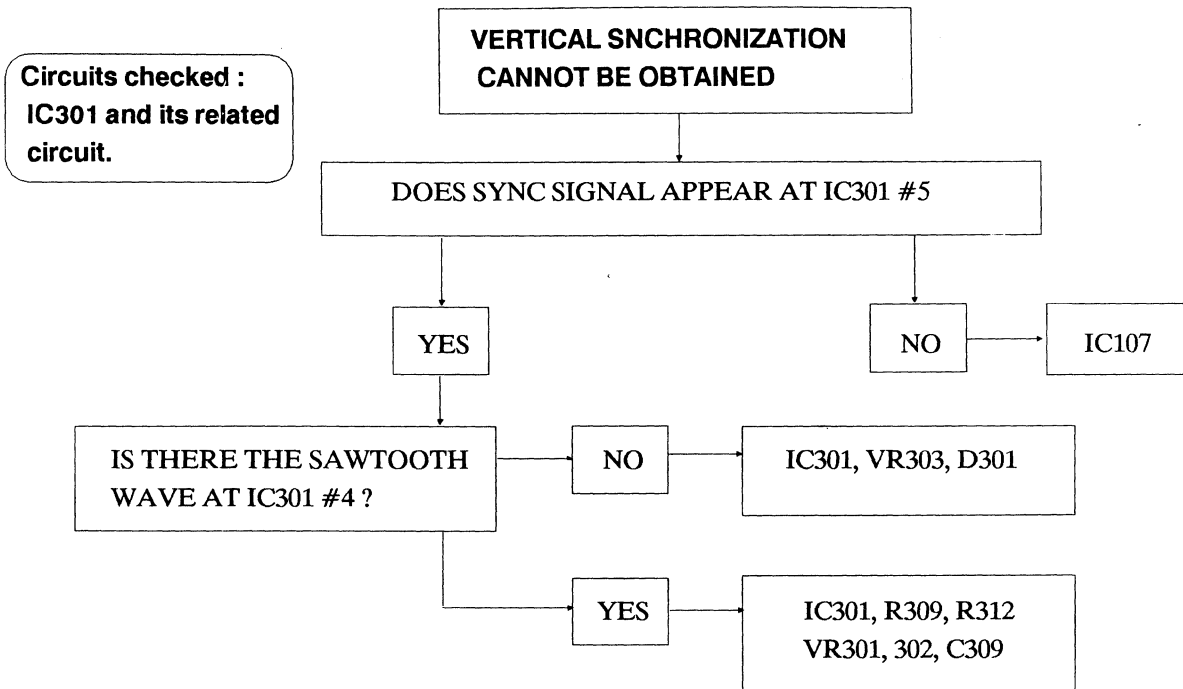 VERTICAL SNCHRONIZATION
CANNOT BE OBTAINED
Circuits checked :
IC301 and its related
circuit.
DOES SYNC SIGNAL APPEAR AT IC301 #5
YES
NO
IC107
IS THERE THE SAWTOOTH
WAVE AT IC301 #4 ?
NO
IC301, VR303, D301
YES
IC301, R309, R312
VR301, 302, C309